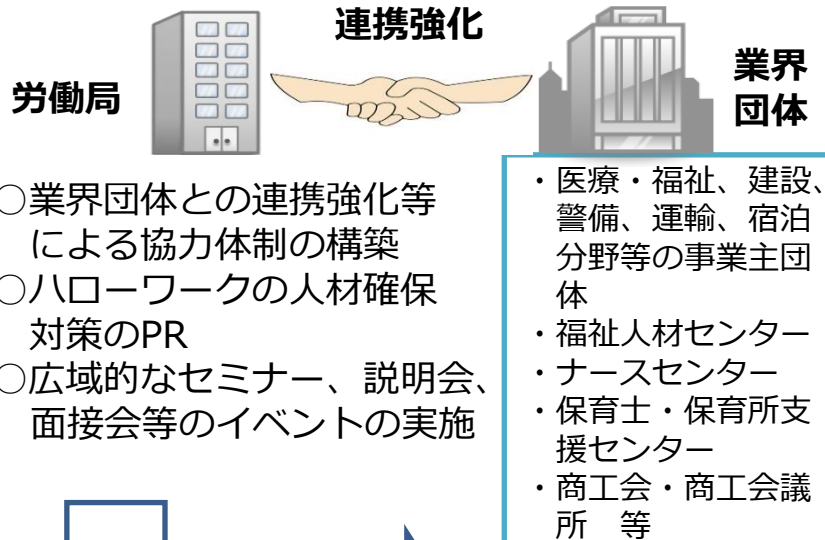 連携強化
労働局
業界
団体
○業界団体との連携強化等
による協力体制の構築
○ハローワークの人材確保
対策のPR
○広域的なセミナー、説明会、
面接会等のイベントの実施
・医療・福祉、建設、
警備、運輸、宿泊
分野等の事業主団
体
・福祉人材センター
・ナースセンター
・保育士・保育所支
援センター
・商工会・商工会議
所　等